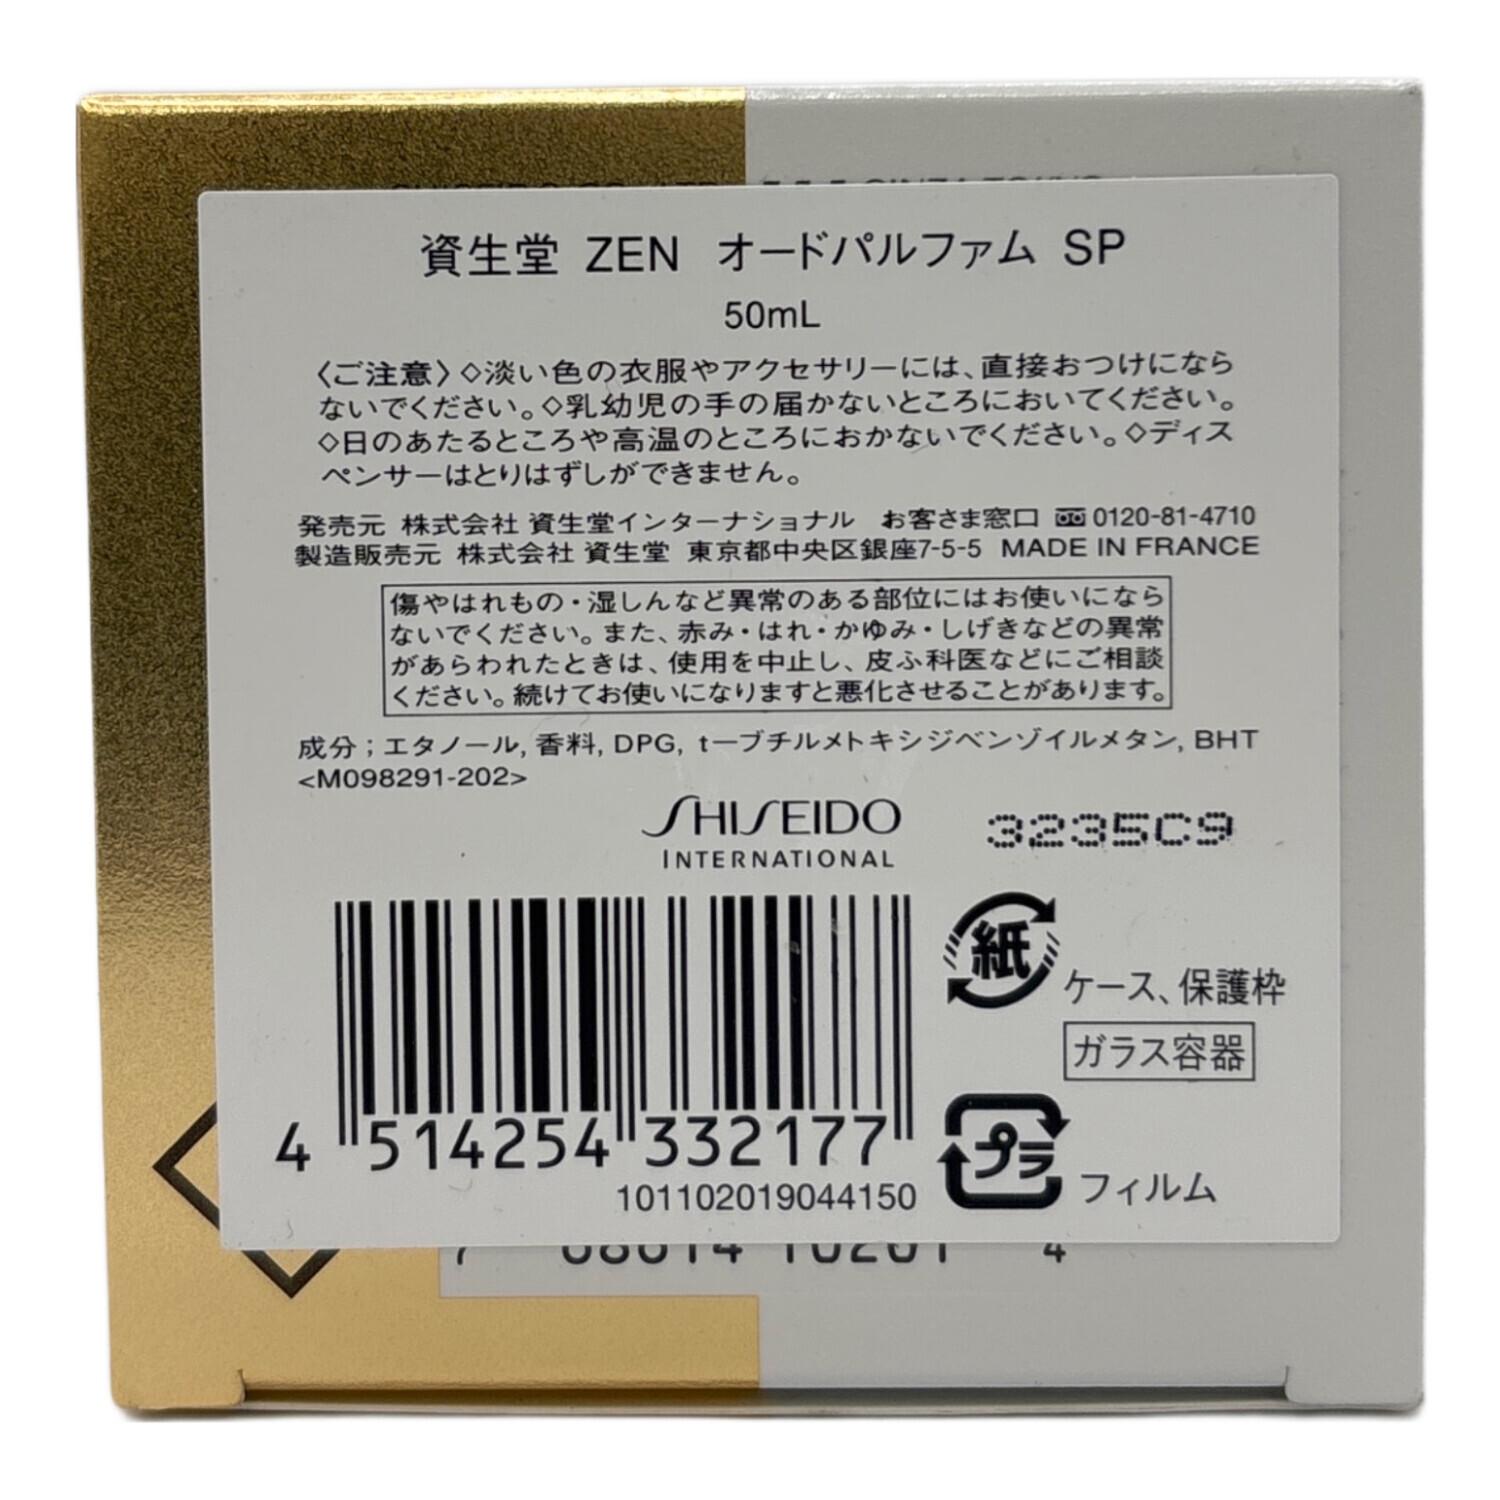 資生堂 ZEN オードパルファム SP
50mL
〈ご注意〉◇淡い色の衣服やアクセサリーには、直接おつけになら
ないでください。◇乳幼児の手の届かないところにおいてください。
◇日のあたるところや高温のところにおかないでください。◇ディス
ペンサーはとりはずしができません。
発売元 株式会社 資生堂インターナショナル お客さま窓口 0120-81-4710
製造販売元 株式会社 資生堂 東京都中央区銀座7-5-5 MADE IN FRANCE
傷やはれもの・湿しんなど異常のある部位にはお使いになら
ないでください。また、赤み・はれ・かゆみ・しげきなどの異常
があらわれたときは、使用を中止し、皮ふ科医などにご相談
ください。続けてお使いになりますと悪化させることがあります。
成分；エタノール, 香料, DPG, tーブチルメトキシジベンゾイルメタン, BHT
<M098291-202>
SHISEIDO
INTERNATIONAL
3235C9
紙 ケース、保護枠
ガラス容器
プラ フィルム
4 514254 332177
101102019044150